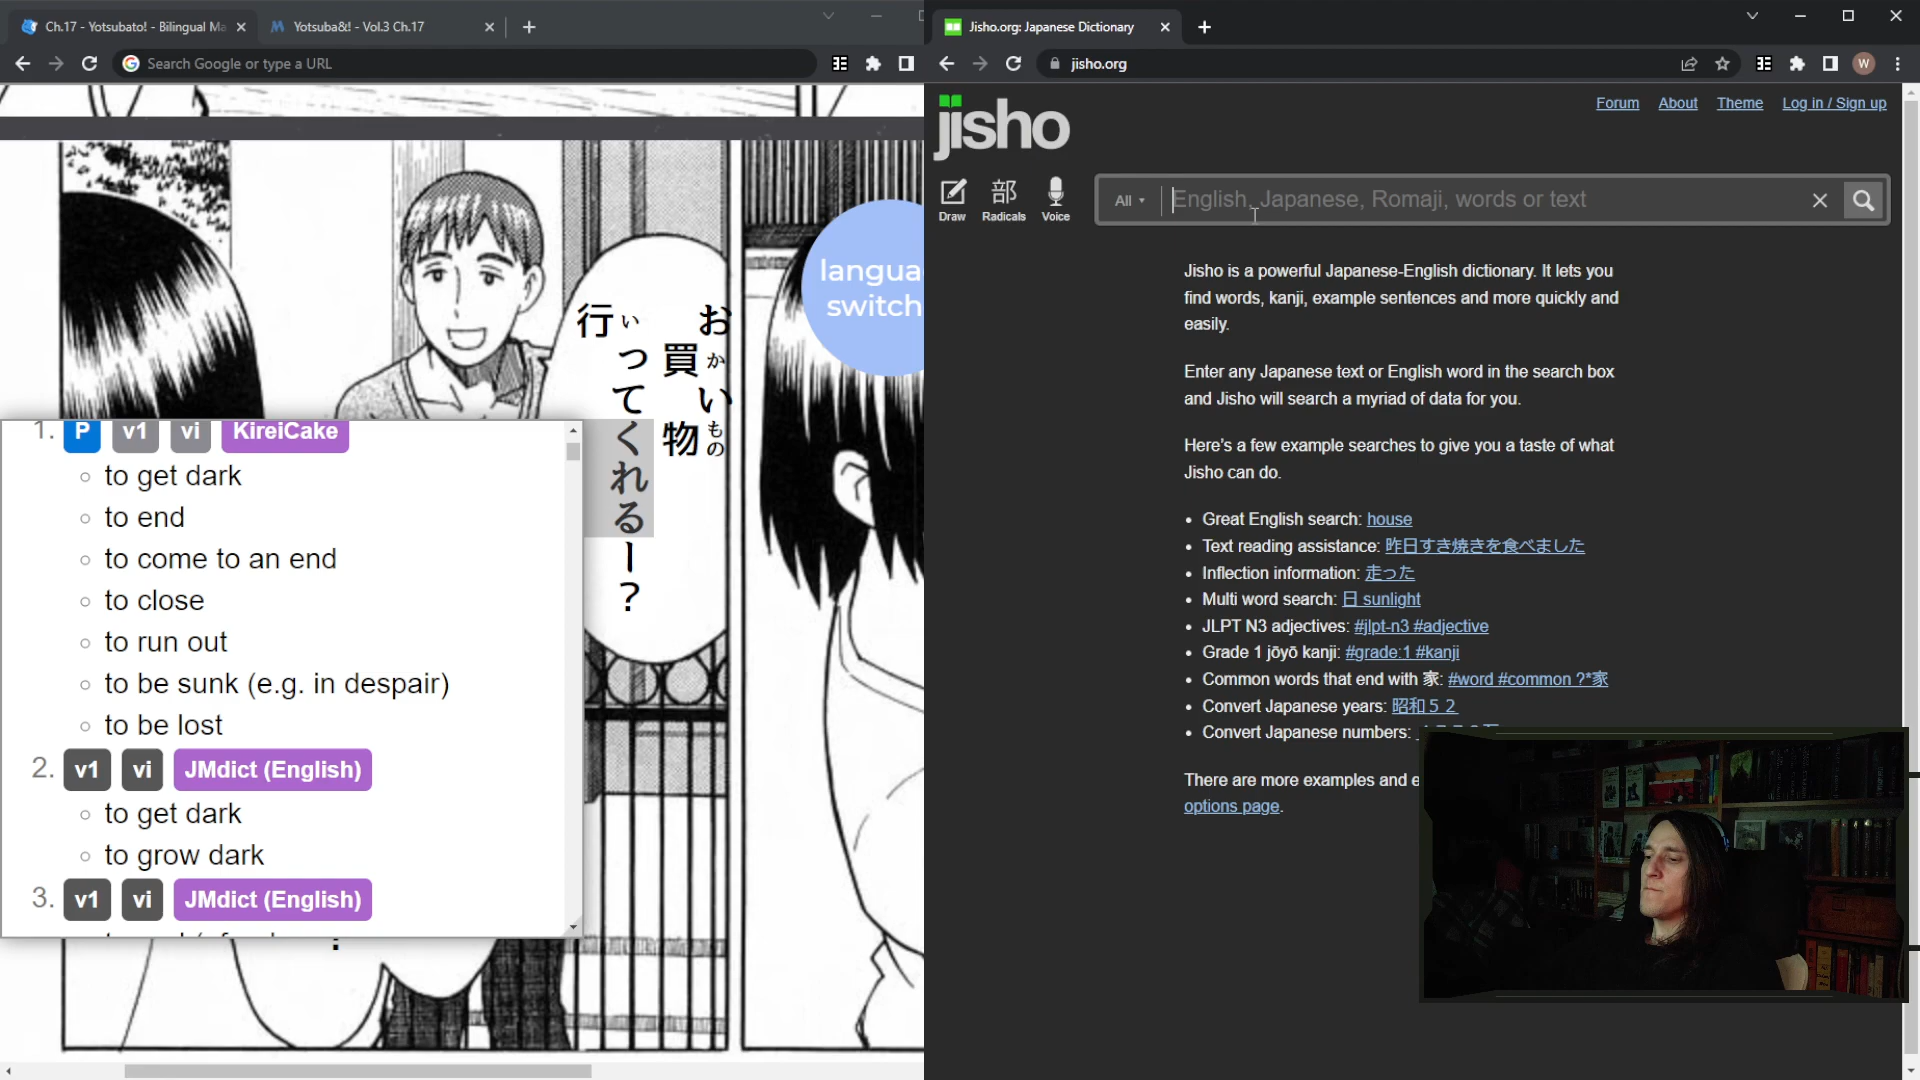 Ch.17 - Yotsubato! - Bilingual Ma
Yotsuba&! - Vol.3 Ch.17
Search Google or type a URL
お買い物
かもの
行ってくれるー？
い
langua
switch
1. P v1 vi KireiCake
to get dark
to end
to come to an end
to close
to run out
to be sunk (e.g. in despair)
to be lost
2. v1 vi JMdict (English)
to get dark
to grow dark
3. v1 vi JMdict (English)
Jisho.org: Japanese Dictionary
jisho.org
W
Forum About Theme Log in / Sign up
jisho
部
Draw Radicals Voice
All English, Japanese, Romaji, words or text
Jisho is a powerful Japanese-English dictionary. It lets you
find words, kanji, example sentences and more quickly and
easily.
Enter any Japanese text or English word in the search box
and Jisho will search a myriad of data for you.
Here's a few example searches to give you a taste of what
Jisho can do.
Great English search: house
Text reading assistance: 昨日すき焼きを食べました
Inflection information: 走った
Multi word search: 日 sunlight
JLPT N3 adjectives: #jlpt-n3 #adjective
Grade 1 jōyō kanji: #grade:1 #kanji
Common words that end with 家: #word #common ?*家
Convert Japanese years: 昭和５２
Convert Japanese numbers:
There are more examples and
options page.